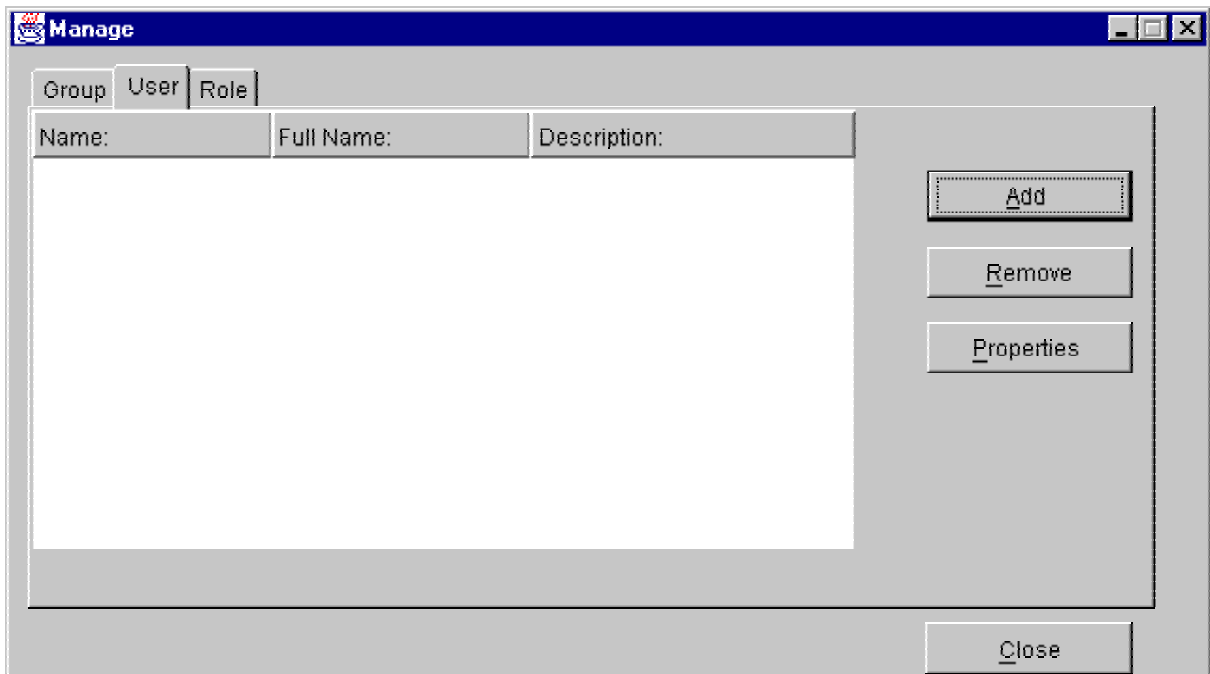 Manage
Group User Role
Name: Full Name: Description:
Add
Remove
Properties
Close